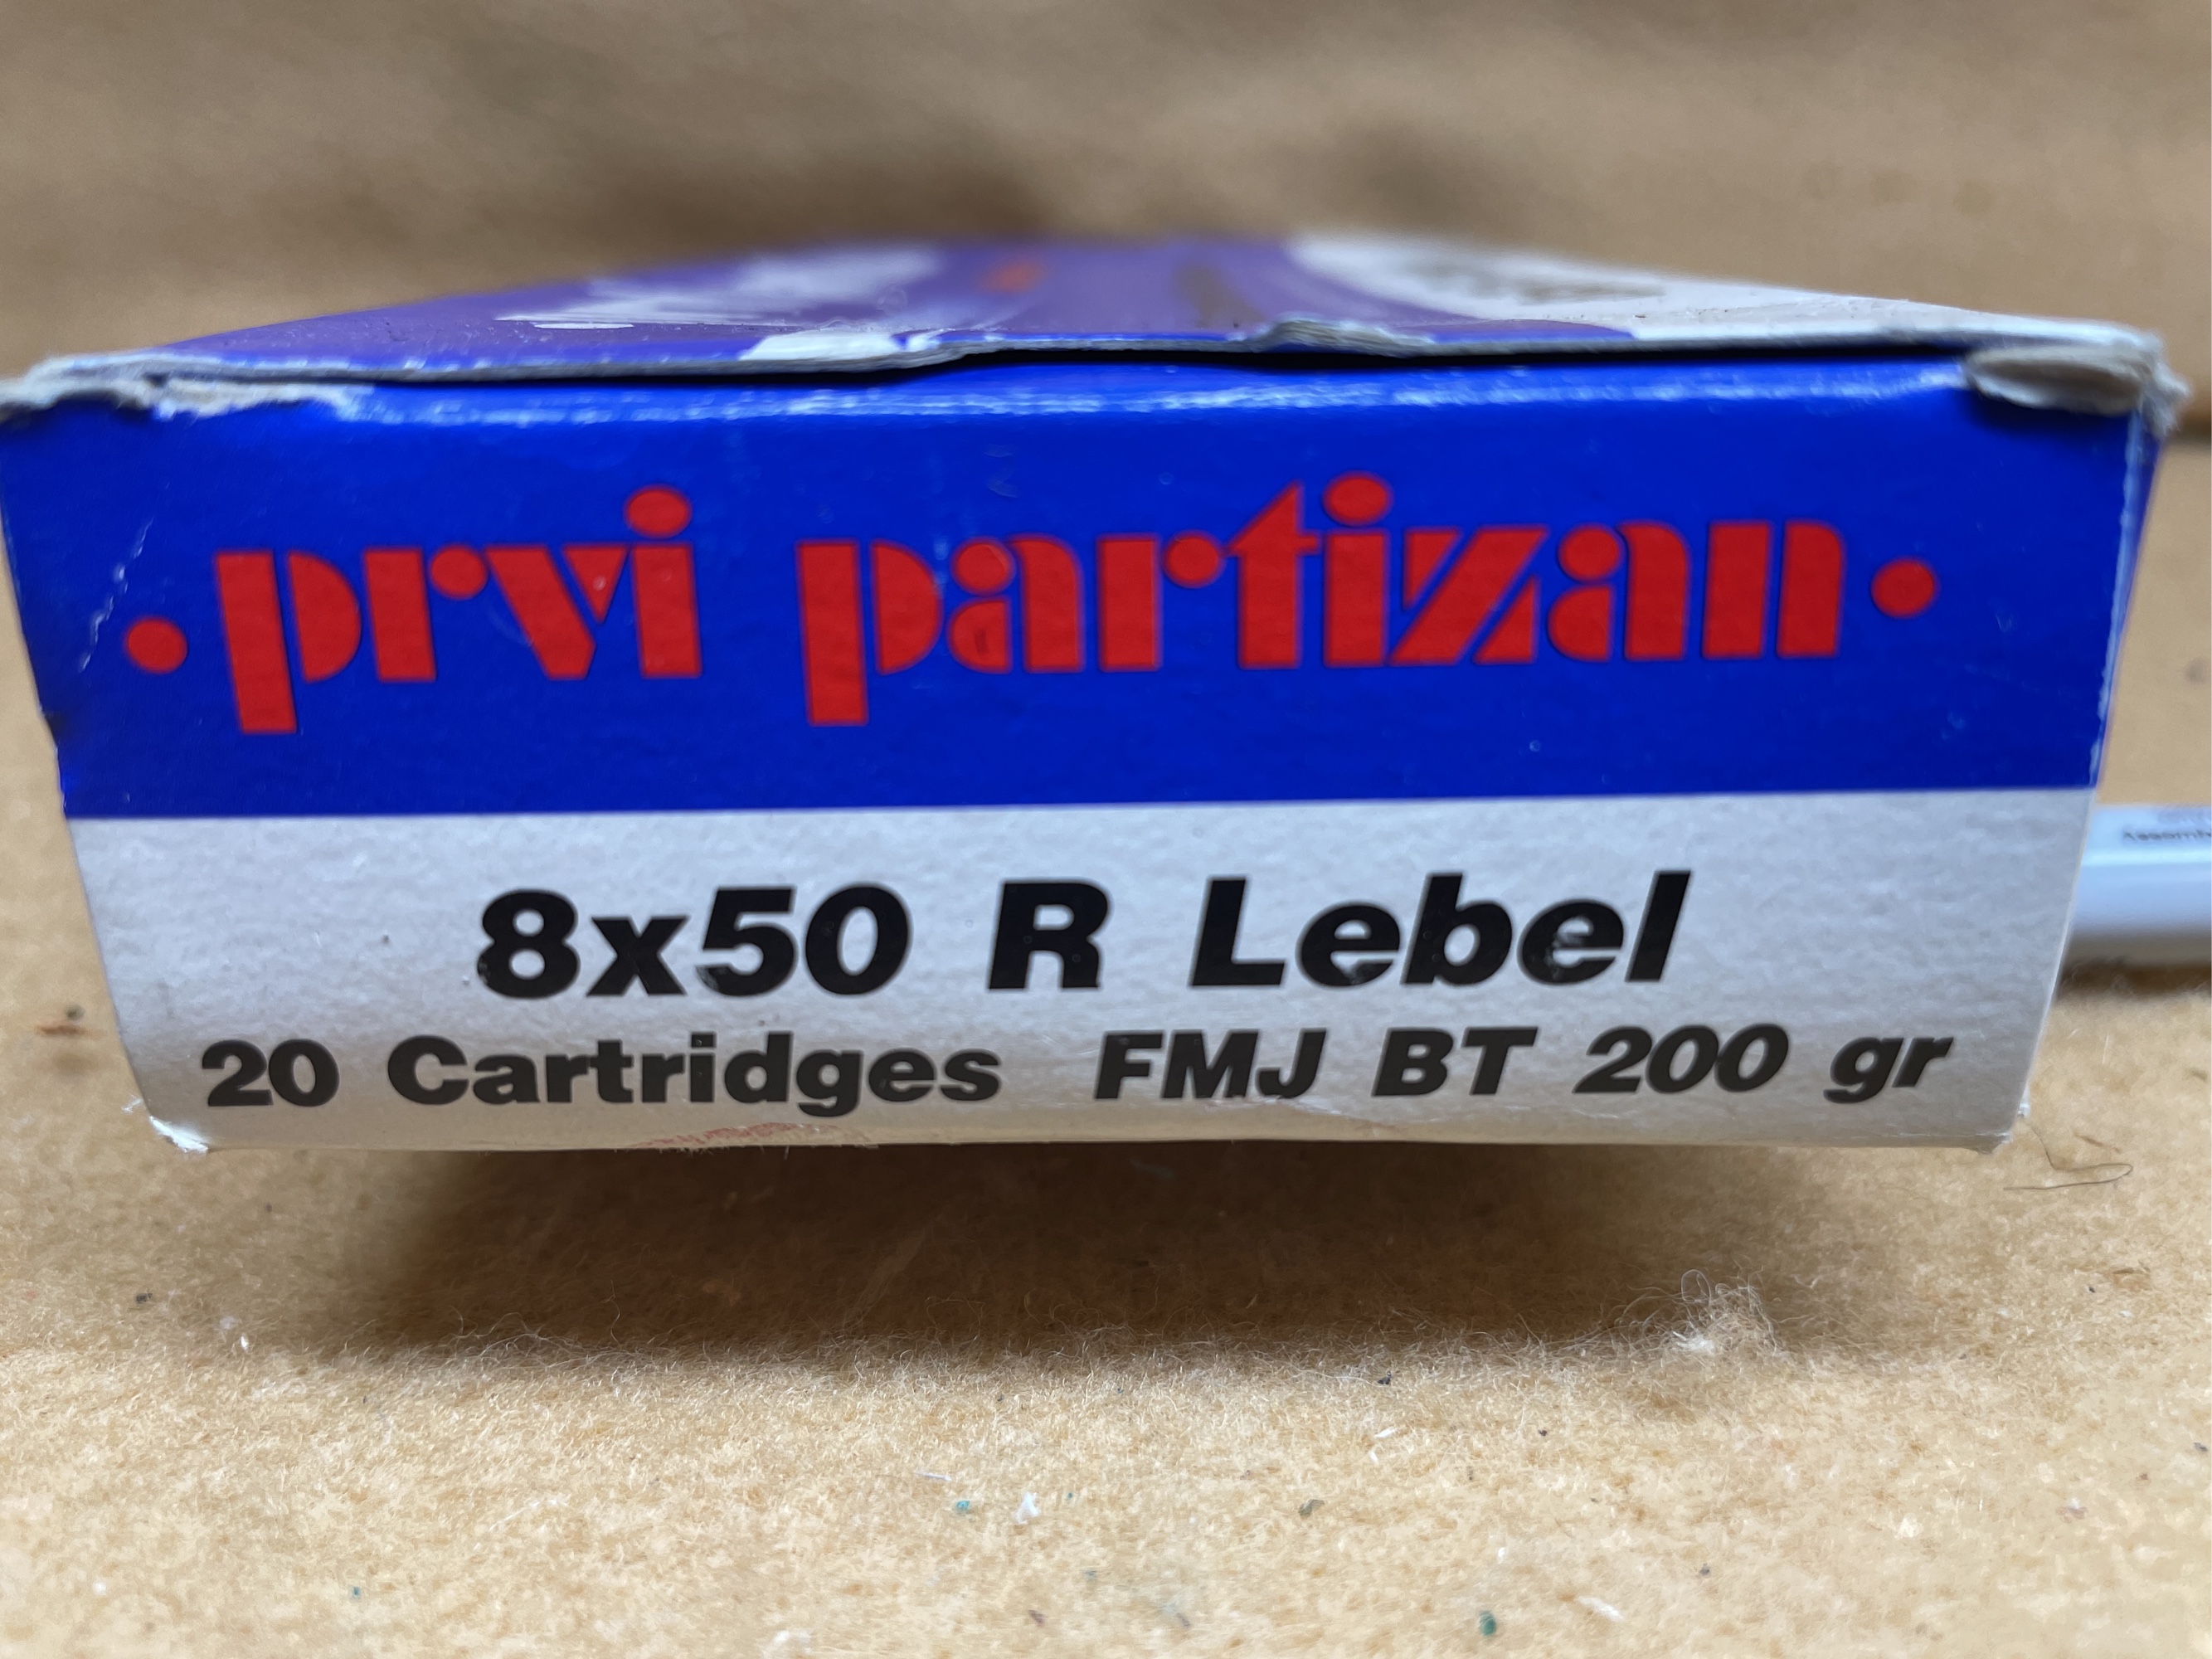 •prvi partizan•
8x50 R Lebel
20 Cartridges FMJ BT 200 gr